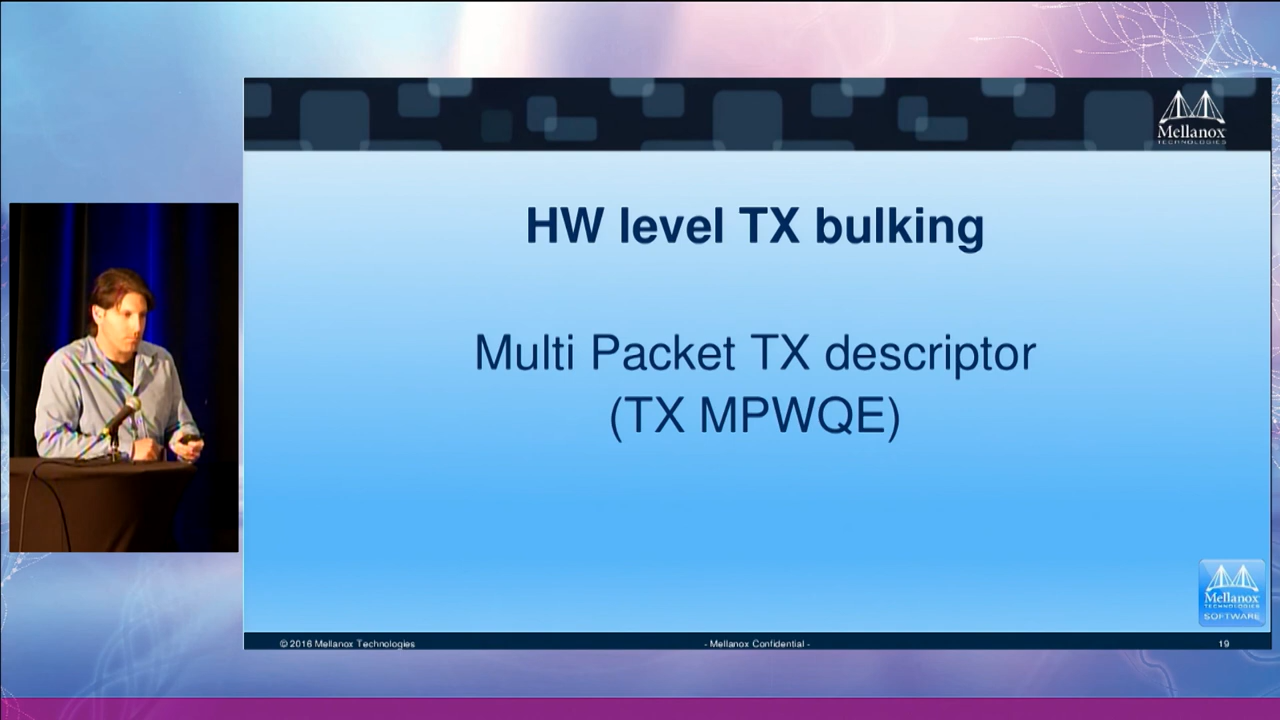 Mellanox
TECHNOLOGIES
HW level TX bulking
Multi Packet TX descriptor
(TX MPWQE)
Mellanox
TECHNOLOGIES
SOFTWARE
© 2016 Mellanox Technologies
- Mellanox Confidential -
19